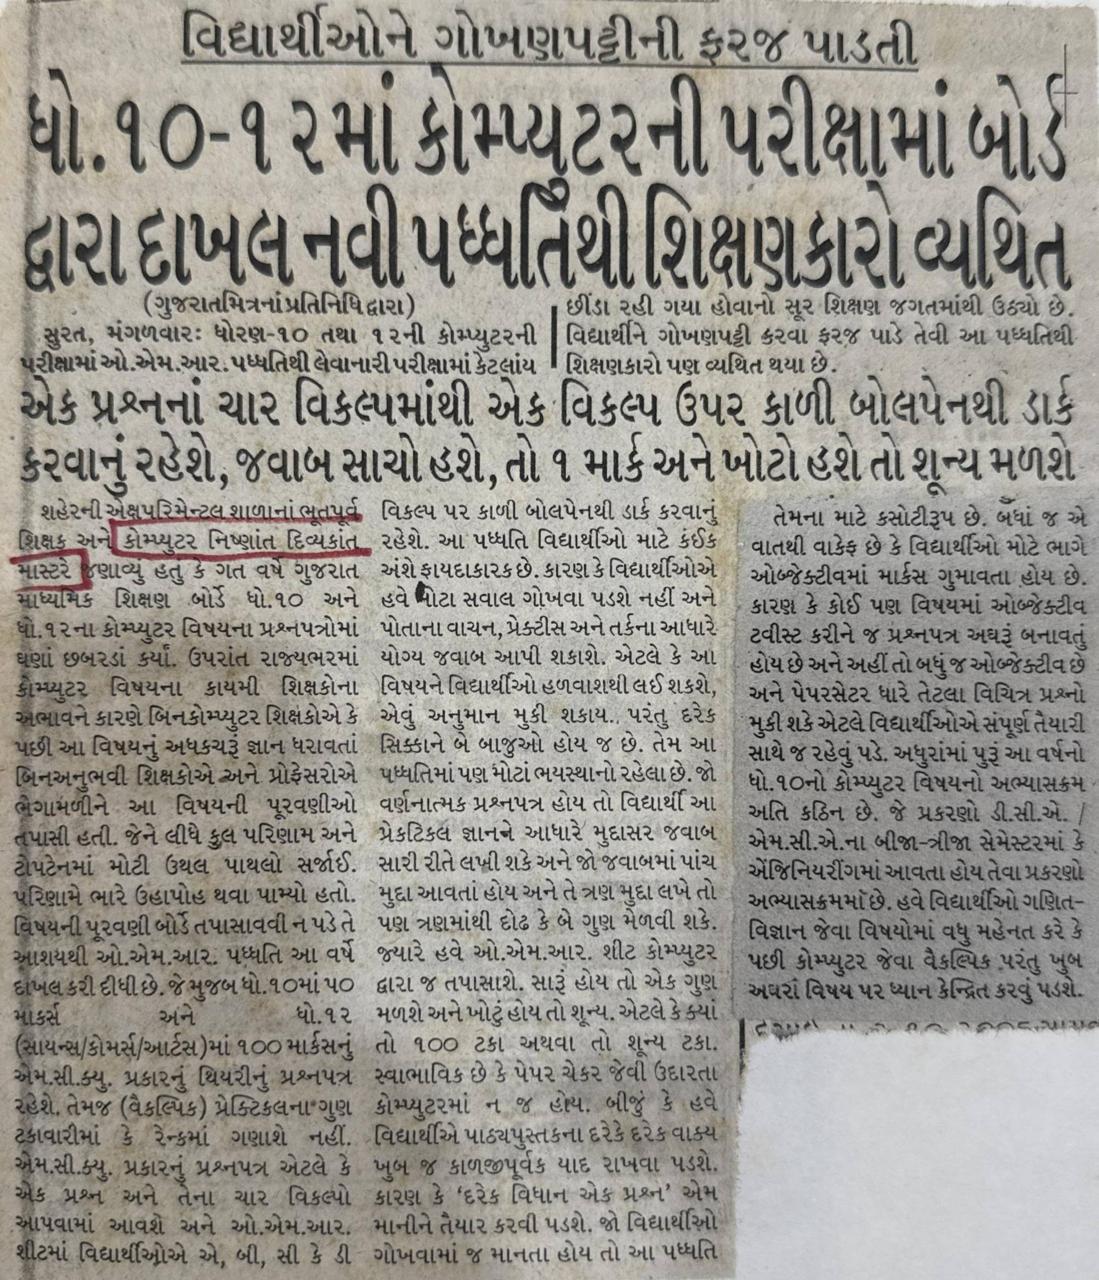 વિદ્યાર્થીઓને ગોખણપટ્ટીની ફરજ પાડતી
ધો.૧૦-૧૨માં કોમ્પ્યુટરની પરીક્ષામાં બોર્ડ
દ્વારા દાખલ નવી પધ્ધતિથી શિક્ષણકારો વ્યથિત
(ગુજરાતમિત્રનાં પ્રતિનિધિ દ્વારા)
સુરત, મંગળવારઃ ધોરણ-૧૦ તથા ૧૨ની કોમ્પ્યુટરની
પરીક્ષામાં ઓ.એમ.આર. પધ્ધતિથી લેવાનારી પરીક્ષામાં કેટલાંય
છીંડા રહી ગયા હોવાનો સૂર શિક્ષણ જગતમાંથી ઉઠ્યો છે.
વિદ્યાર્થીને ગોખણપટ્ટી કરવા ફરજ પાડે તેવી આ પધ્ધતિથી
શિક્ષણકારો પણ વ્યથિત થયા છે.
એક પ્રશ્નનાં ચાર વિકલ્પમાંથી એક વિકલ્પ ઉપર કાળી બોલપેનથી ડાર્ક
કરવાનું રહેશે, જવાબ સાચો હશે, તો ૧ માર્ક અને ખોટો હશે તો શૂન્ય મળશે
શહેરની એક્ષપરિમેન્ટલ શાળાનાં ભૂતપૂર્વ
શિક્ષક અને કોમ્પ્યુટર નિષ્ણાંત દિવ્યકાંત
માસ્ટરે જણાવ્યું હતું કે ગત વર્ષે ગુજરાત
માધ્યમિક શિક્ષણ બોર્ડે ધો.૧૦ અને
ધો.૧૨ના કોમ્પ્યુટર વિષયના પ્રશ્નપત્રોમાં
ઘણાં છબરડાં કર્યાં. ઉપરાંત રાજ્યભરમાં
કોમ્પ્યુટર વિષયના કાયમી શિક્ષકોના
અભાવને કારણે બિનકોમ્પ્યુટર શિક્ષકોએ કે
પછી આ વિષયનું અધકચરૂં જ્ઞાન ધરાવતાં
બિનઅનુભવી શિક્ષકોએ અને પ્રોફેસરોએ
ભેગામળીને આ વિષયની પૂરવણીઓ
તપાસી હતી. જેને લીધે કુલ પરિણામ અને
ટોપટેનમાં મોટી ઉથલ પાથલો સર્જાઈ.
પરિણામે ભારે ઉહાપોહ થવા પામ્યો હતો.
વિષયની પૂરવણી બોર્ડે તપાસાવવી ન પડે તે
આશયથી ઓ.એમ.આર. પધ્ધતિ આ વર્ષે
દાખલ કરી દીધી છે. જે મુજબ ધો.૧૦માં ૫૦
માર્કસ અને ધો.૧૨
(સાયન્સ/કોમર્સ/આર્ટસ)માં ૧૦૦ માર્કસનું
એમ.સી.ક્યુ. પ્રકારનું થિયરીનું પ્રશ્નપત્ર
રહેશે. તેમજ (વૈકલ્પિક) પ્રેક્ટિકલના ગુણ
ટકાવારીમાં કે રેન્કમાં ગણાશે નહીં.
એમ.સી.ક્યુ. પ્રકારનું પ્રશ્નપત્ર એટલે કે
એક પ્રશ્ન અને તેના ચાર વિકલ્પો
આપવામાં આવશે અને ઓ.એમ.આર.
શીટમાં વિદ્યાર્થીઓએ એ, બી, સી કે ડી
વિકલ્પ પર કાળી બોલપેનથી ડાર્ક કરવાનું
રહેશે. આ પધ્ધતિ વિદ્યાર્થીઓ માટે કંઈક
અંશે ફાયદાકારક છે. કારણ કે વિદ્યાર્થીઓએ
હવે મોટા સવાલ ગોખવા પડશે નહીં અને
પોતાના વાચન, પ્રેક્ટીસ અને તર્કના આધારે
યોગ્ય જવાબ આપી શકાશે. એટલે કે આ
વિષયને વિદ્યાર્થીઓ હળવાશથી લઈ શકશે,
એવું અનુમાન મુકી શકાય. પરંતુ દરેક
સિક્કાને બે બાજુઓ હોય જ છે. તેમ આ
પધ્ધતિમાં પણ મોટાં ભયસ્થાનો રહેલા છે. જો
વર્ણનાત્મક પ્રશ્નપત્ર હોય તો વિદ્યાર્થી આ
પ્રેકટિકલ જ્ઞાનને આધારે મુદ્દાસર જવાબ
સારી રીતે લખી શકે અને જો જવાબમાં પાંચ
મુદ્દા આવતાં હોય અને તે ત્રણ મુદ્દા લખે તો
પણ ત્રણમાંથી દોઢ કે બે ગુણ મેળવી શકે.
જ્યારે હવે ઓ.એમ.આર. શીટ કોમ્પ્યુટર
દ્વારા જ તપાસાશે. સારૂં હોય તો એક ગુણ
મળશે અને ખોટું હોય તો શૂન્ય. એટલે કે ક્યાં
તો ૧૦૦ ટકા અથવા તો શૂન્ય ટકા.
સ્વાભાવિક છે કે પેપર ચેકર જેવી ઉદારતા
કોમ્પ્યુટરમાં ન જ હોય. બીજું કે હવે
વિદ્યાર્થીએ પાઠ્યપુસ્તકના દરેકે દરેક વાક્ય
ખુબ જ કાળજીપૂર્વક યાદ રાખવા પડશે.
કારણ કે ‘દરેક વિધાન એક પ્રશ્ન’ એમ
માનીને તૈયાર કરવી પડશે. જો વિદ્યાર્થીઓ
ગોખવામાં જ માનતા હોય તો આ પધ્ધતિ
તેમના માટે કસોટીરૂપ છે. બધાં જ એ
વાતથી વાકેફ છે કે વિદ્યાર્થીઓ મોટે ભાગે
ઓબ્જેક્ટીવમાં માર્કસ ગુમાવતા હોય છે.
કારણ કે કોઈ પણ વિષયમાં ઓબ્જેક્ટીવ
ટ્વીસ્ટ કરીને જ પ્રશ્નપત્ર અઘરૂં બનાવતું
હોય છે અને અહીં તો બધું જ ઓબ્જેક્ટીવ છે
અને પેપરસેટર ધારે તેટલા વિચિત્ર પ્રશ્નો
મુકી શકે એટલે વિદ્યાર્થીઓએ સંપૂર્ણ તૈયારી
સાથે જ રહેવું પડે. અધુરાંમાં પુરૂં આ વર્ષનો
ધો.૧૦નો કોમ્પ્યુટર વિષયનો અભ્યાસક્રમ
અતિ કઠિન છે. જે પ્રકરણો ડી.સી.એ. /
એમ.સી.એ.ના બીજા-ત્રીજા સેમેસ્ટરમાં કે
એંજિનિયરીંગમાં આવતા હોય તેવા પ્રકરણો
અભ્યાસક્રમમાં છે. હવે વિદ્યાર્થીઓ ગણિત-
વિજ્ઞાન જેવા વિષયોમાં વધુ મહેનત કરે કે
પછી કોમ્પ્યુટર જેવા વૈકલ્પિક પરંતુ ખુબ
અઘરાં વિષય પર ધ્યાન કેન્દ્રિત કરવું પડશે.